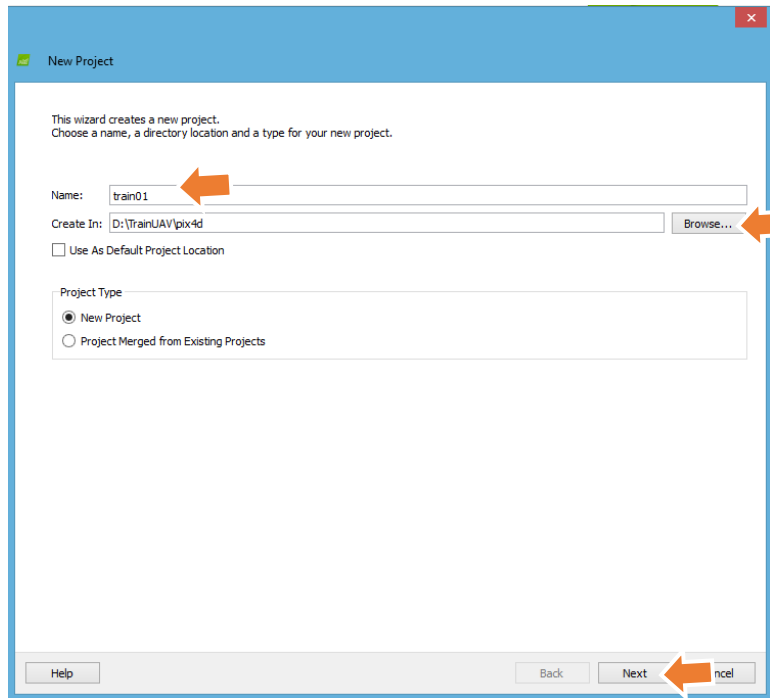 New Project
This wizard creates a new project.
Choose a name, a directory location and a type for your new project.
Name: train01
Create In: D:\TrainUAV\pix4d Browse...
Use As Default Project Location
Project Type
New Project
Project Merged from Existing Projects
Help Back Next